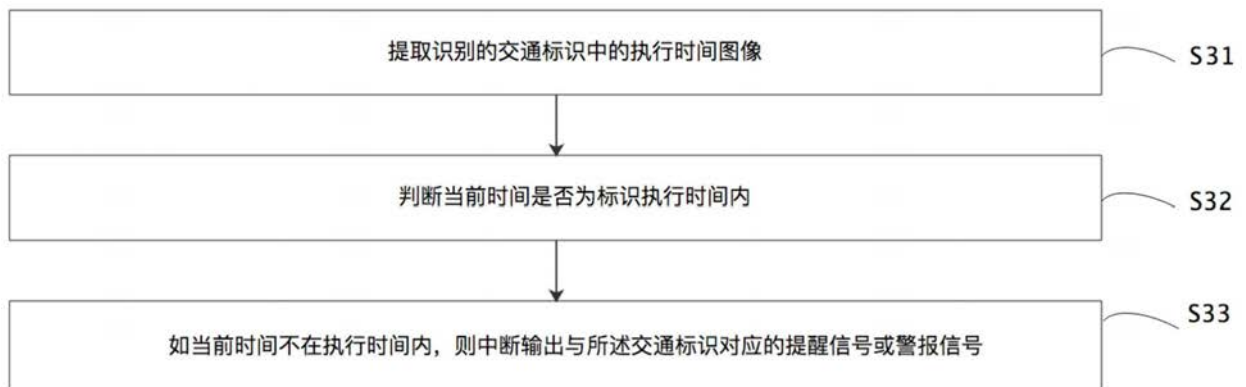 提取识别的交通标识中的执行时间图像
S31
判断当前时间是否为标识执行时间内
S32
如当前时间不在执行时间内，则中断输出与所述交通标识对应的提醒信号或警报信号
S33